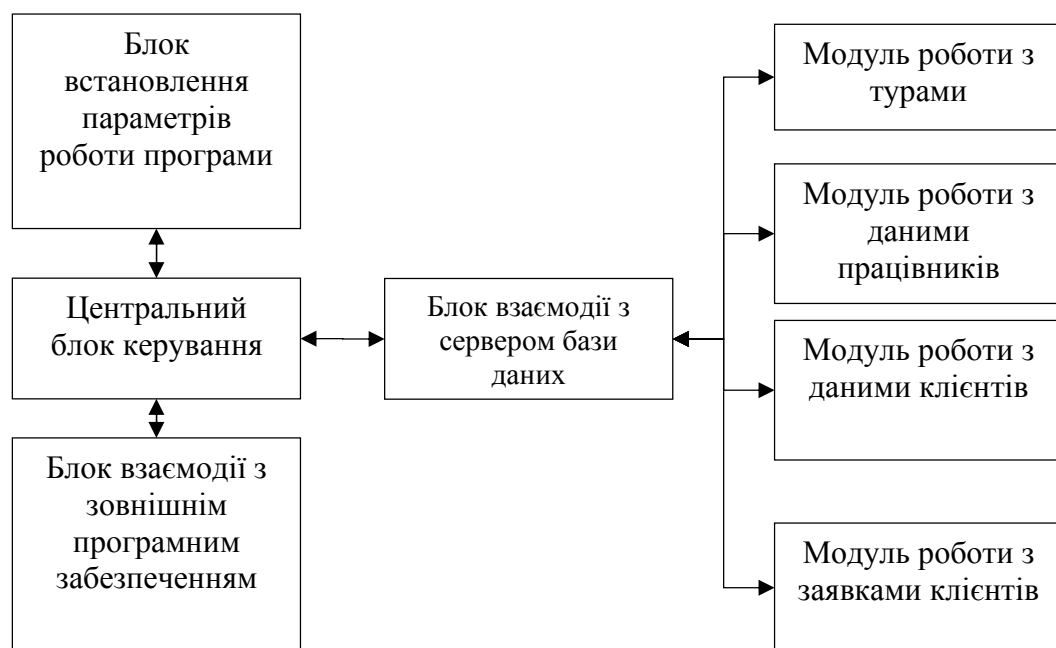 Блок
встановлення
параметрів
роботи програми
Центральний
блок керування
Блок взаємодії з
зовнішнім
програмним
забезпеченням
Блок взаємодії з
сервером бази
даних
Модуль роботи з
турами
Модуль роботи з
даними
працівників
Модуль роботи з
даними клієнтів
Модуль роботи з
заявками клієнтів